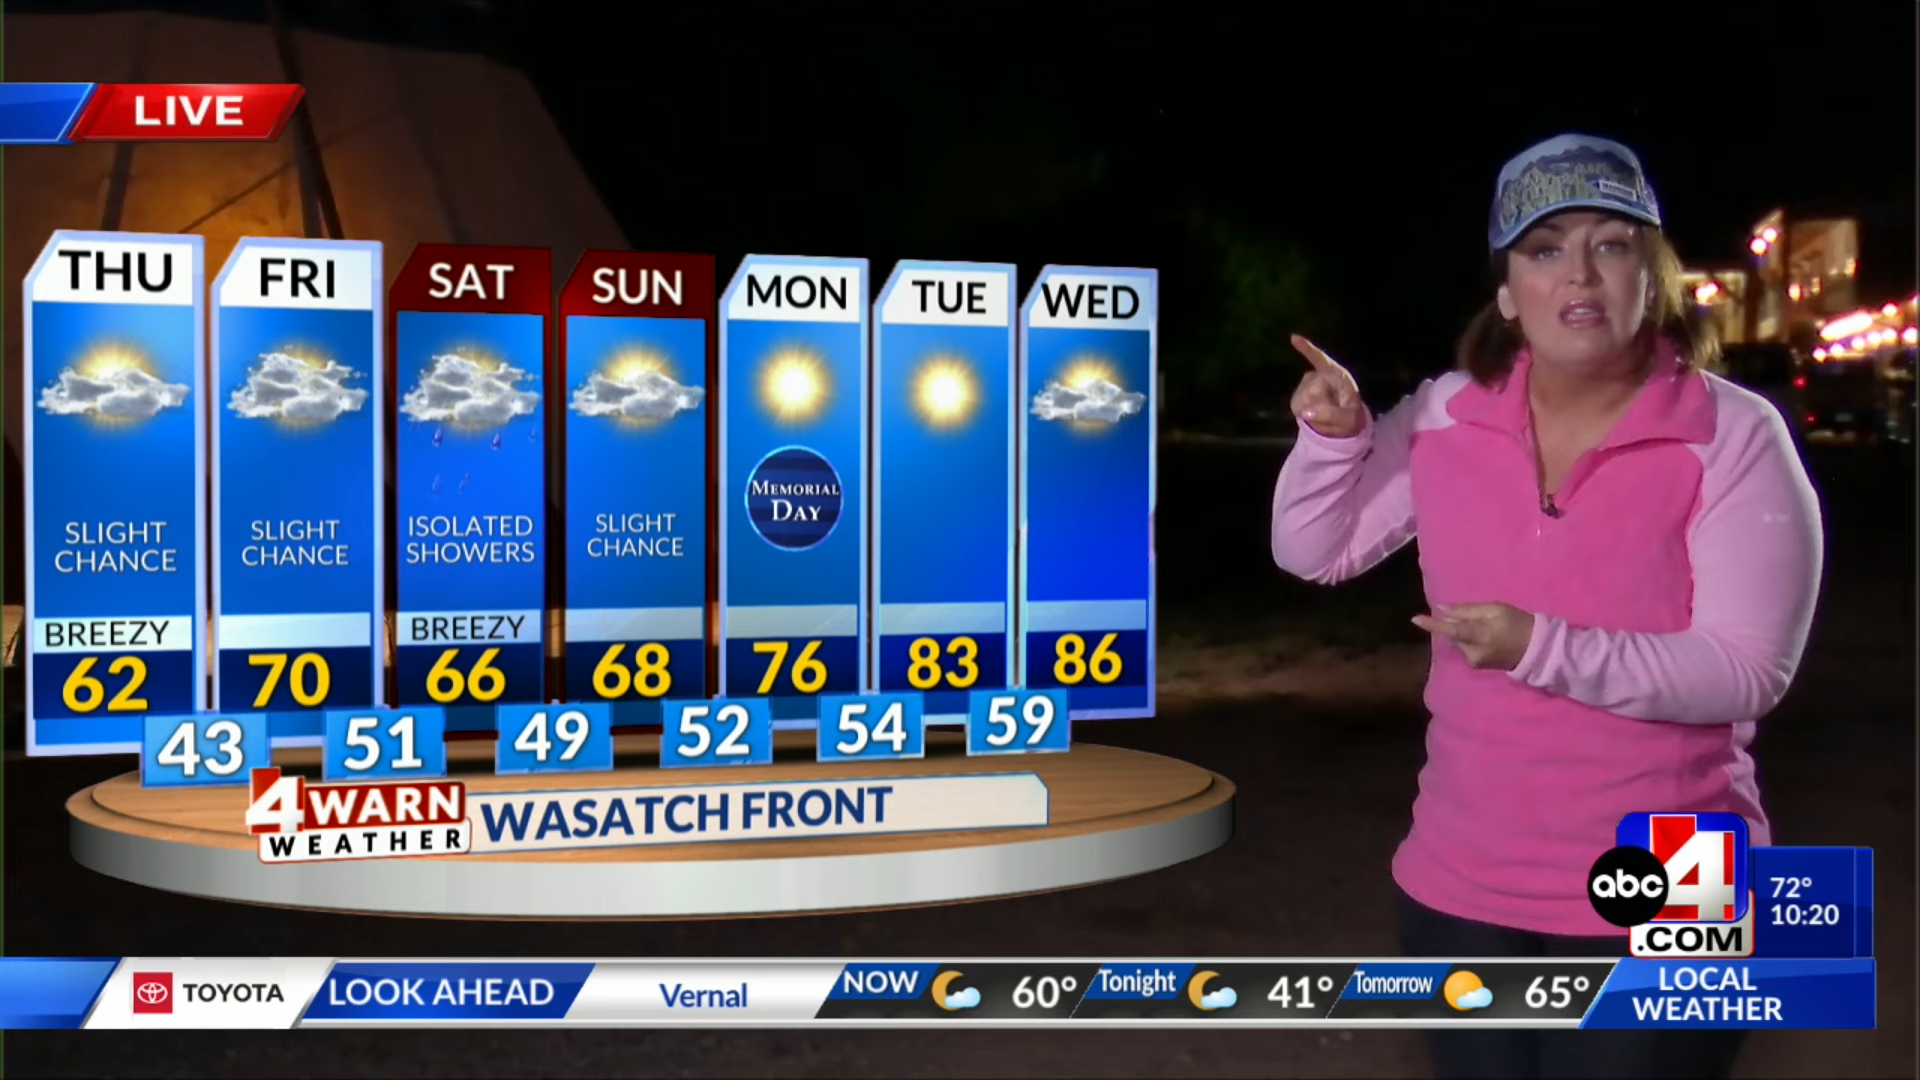 LIVE
THU
FRI
SAT
SUN
MON
TUE
WED
MEMORIAL
DAY
SLIGHT
CHANCE
SLIGHT
CHANCE
ISOLATED
SHOWERS
SLIGHT
CHANCE
BREEZY
BREEZY
62
70
66
68
76
83
86
43
51
49
52
54
59
4WARN
WEATHER
WASATCH FRONT
abc
4
.COM
72°
10:20
TOYOTA
LOOK AHEAD
Vernal
NOW
60°
Tonight
41°
Tomorrow
65°
LOCAL
WEATHER